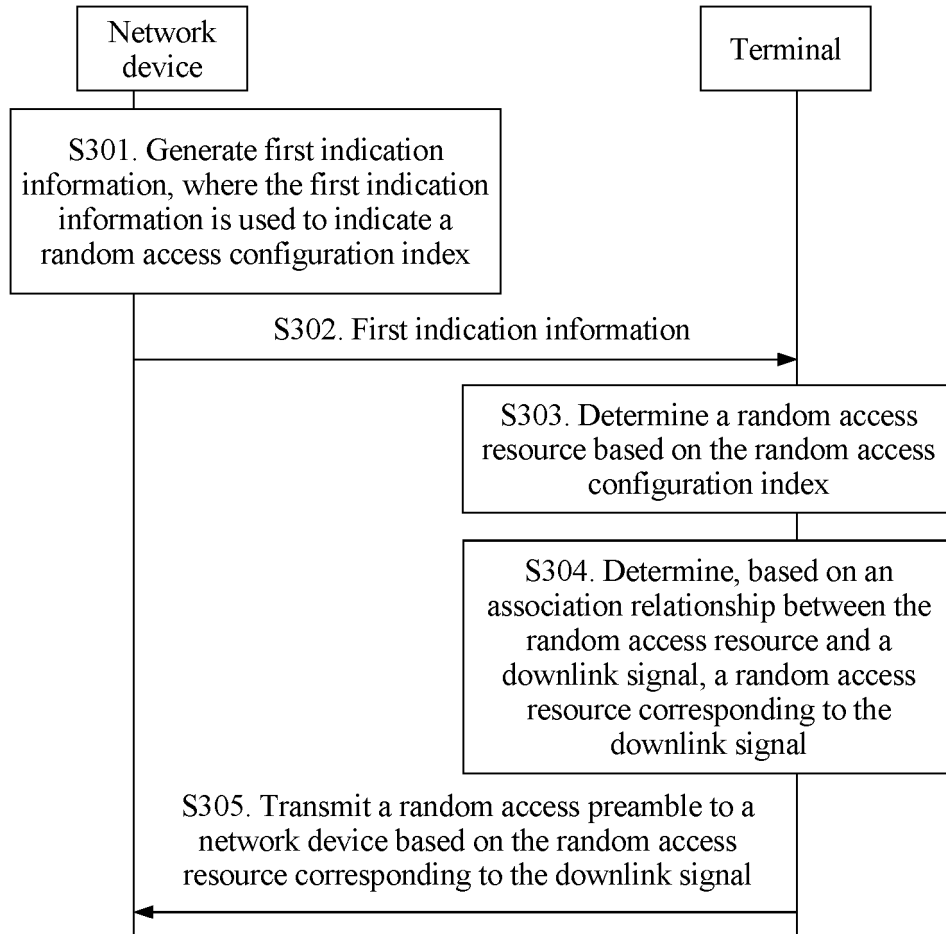 Network
device
Terminal
S301. Generate first indication
information, where the first indication
information is used to indicate a
random access configuration index
S302. First indication information
S303. Determine a random access
resource based on the random access
configuration index
S304. Determine, based on an
association relationship between the
random access resource and a
downlink signal, a random access
resource corresponding to the
downlink signal
S305. Transmit a random access preamble to a
network device based on the random access
resource corresponding to the downlink signal